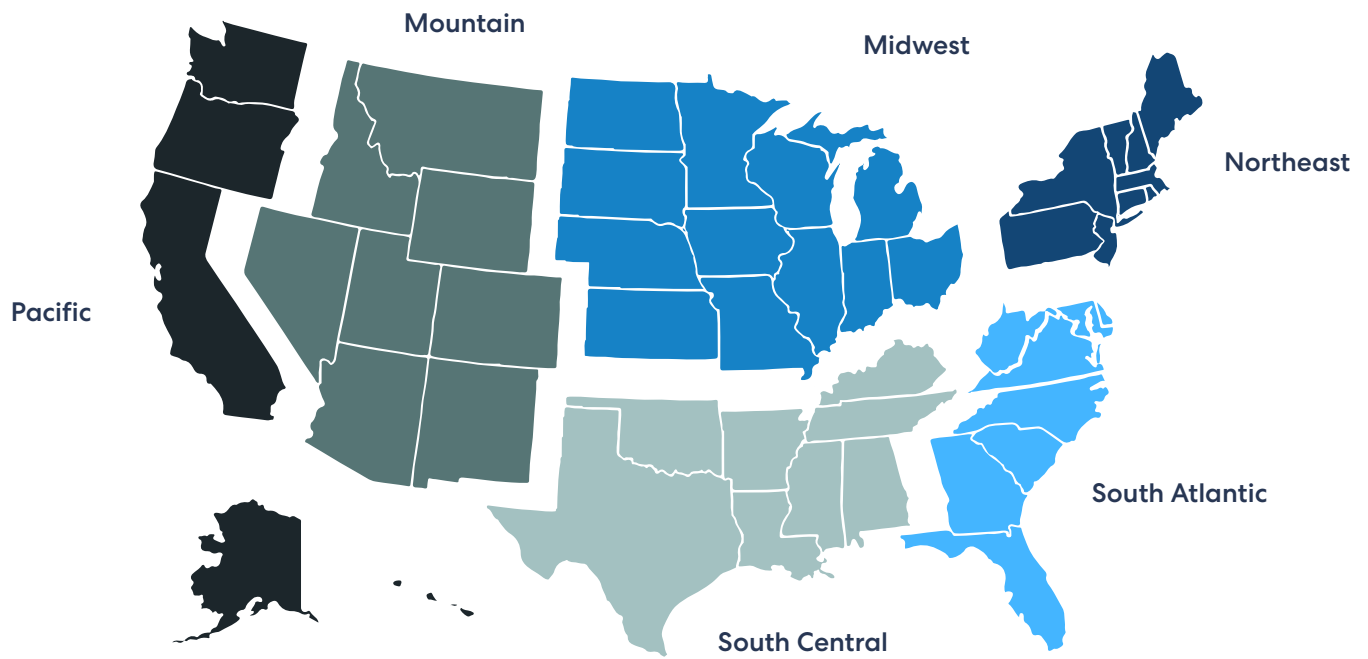 Mountain
Midwest
Northeast
Pacific
South Atlantic
South Central